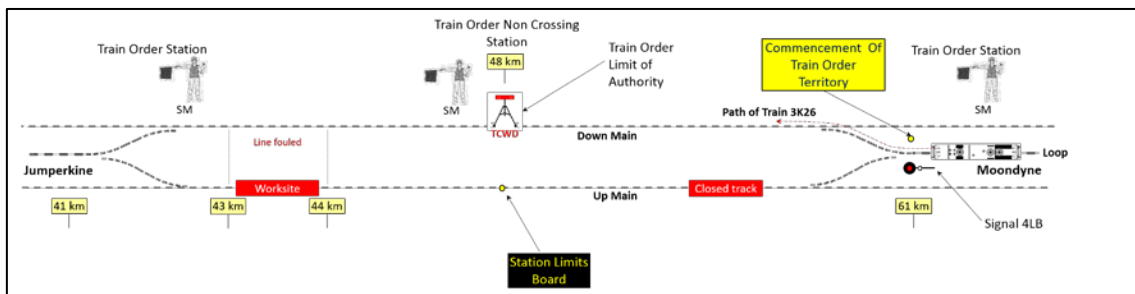 Train Order Non Crossing
Station
Train Order Station
48 km
Train Order
Limit of
Authority
Commencement Of
Train Order
Territory
Train Order Station
SM
SM
SM
TCWD
Path of Train 3K26
Line fouled
Down Main
Loop
Jumperkine
Moondyne
Worksite
Closed track
Up Main
41 km
43 km
44 km
61 km
Signal 4LB
Station Limits
Board